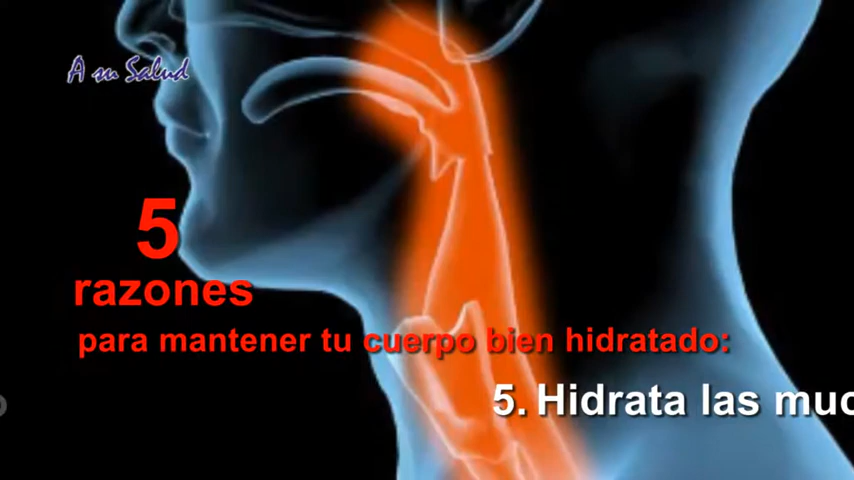 A su Salud
5
razones
para mantener tu cuerpo bien hidratado:
5. Hidrata las